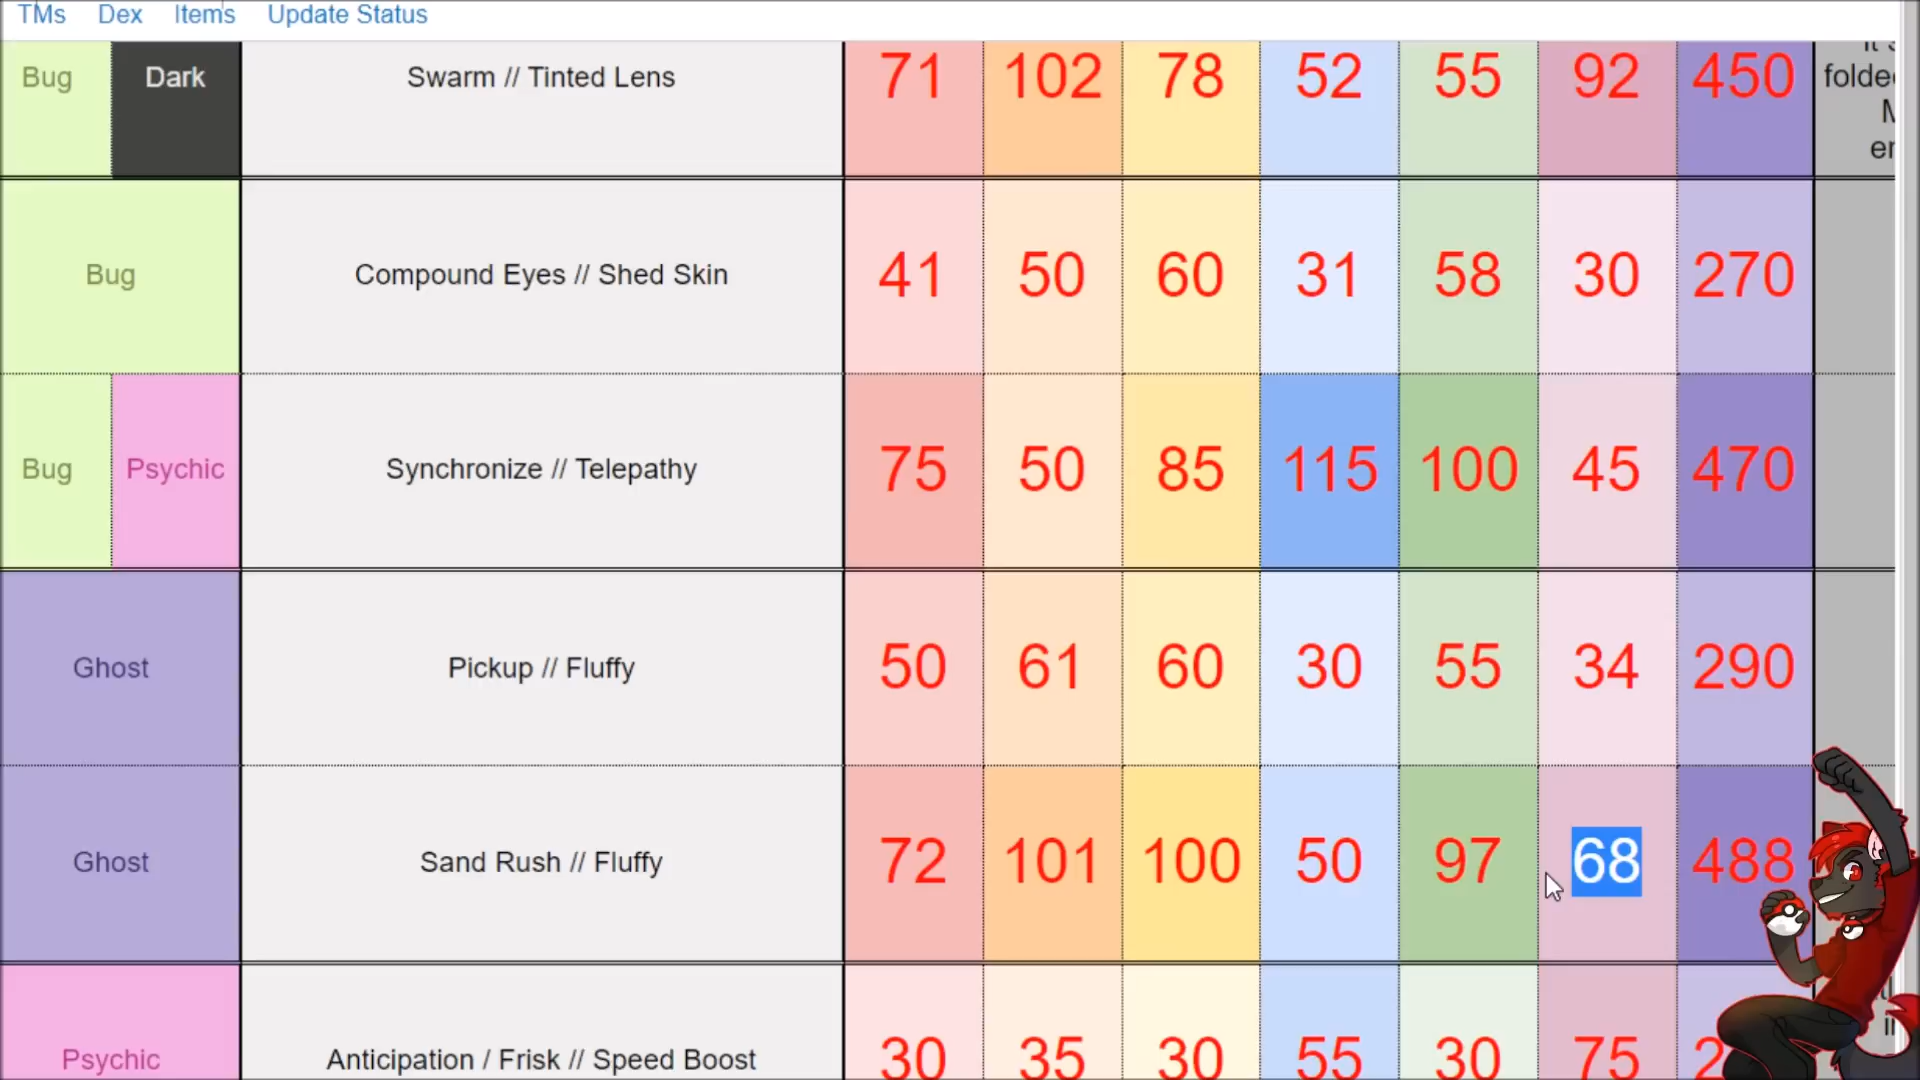 TMs Dex Items Update Status
Bug Dark Swarm // Tinted Lens 71 102 78 52 55 92 450
Bug Compound Eyes // Shed Skin 41 50 60 31 58 30 270
Bug Psychic Synchronize // Telepathy 75 50 85 115 100 45 470
Ghost Pickup // Fluffy 50 61 60 30 55 34 290
Ghost Sand Rush // Fluffy 72 101 100 50 97 68 488
Psychic Anticipation / Frisk // Speed Boost 30 35 30 55 30 75